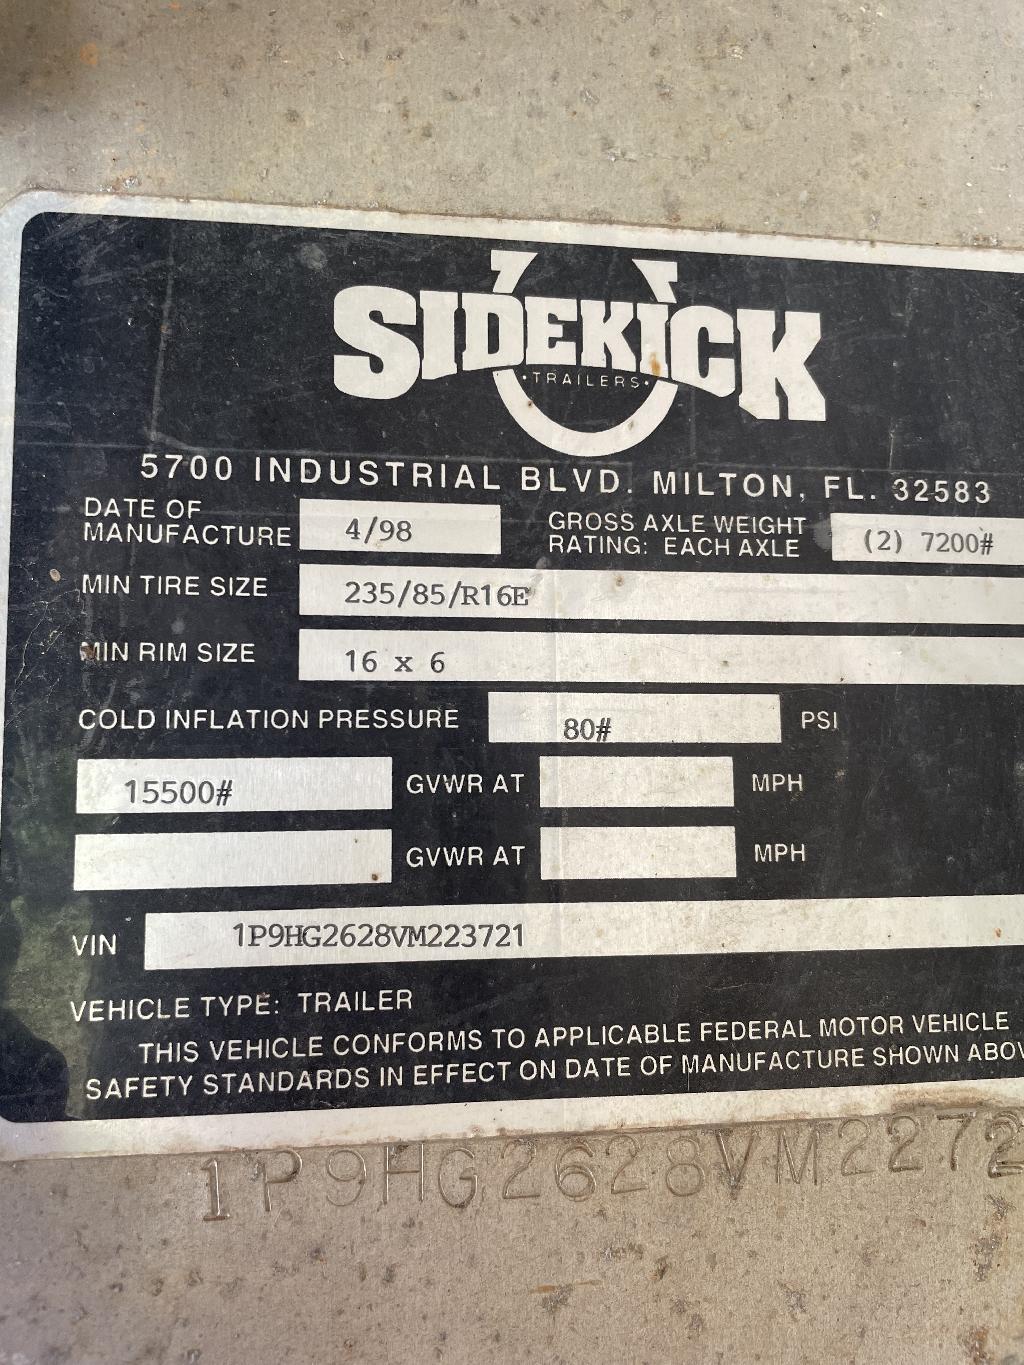 SIDEKICK
•TRAILERS•
5700 INDUSTRIAL BLVD. MILTON, FL. 32583
DATE OF MANUFACTURE 4/98 GROSS AXLE WEIGHT RATING: EACH AXLE (2) 7200#
MIN TIRE SIZE 235/85/R16E
MIN RIM SIZE 16 x 6
COLD INFLATION PRESSURE 80# PSI
15500# GVWR AT MPH
GVWR AT MPH
VIN 1P9HG2628VM223721
VEHICLE TYPE: TRAILER
THIS VEHICLE CONFORMS TO APPLICABLE FEDERAL MOTOR VEHICLE
SAFETY STANDARDS IN EFFECT ON DATE OF MANUFACTURE SHOWN ABOV
1P9HG2628VM2272